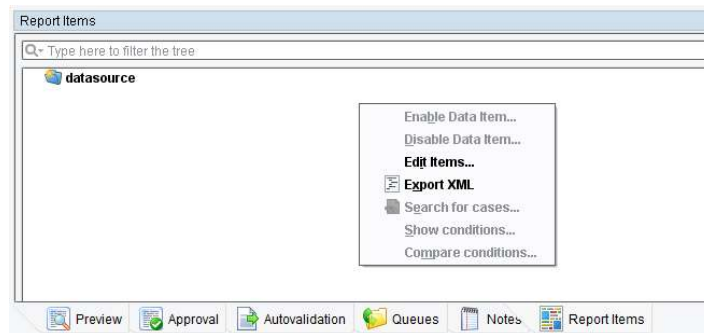 Report Items
Type here to filter the tree
datasource
Enable Data Item...
Disable Data Item...
Edit Items...
Export XML
Search for cases...
Show conditions...
Compare conditions...
Preview Approval Autovalidation Queues Notes Report Items